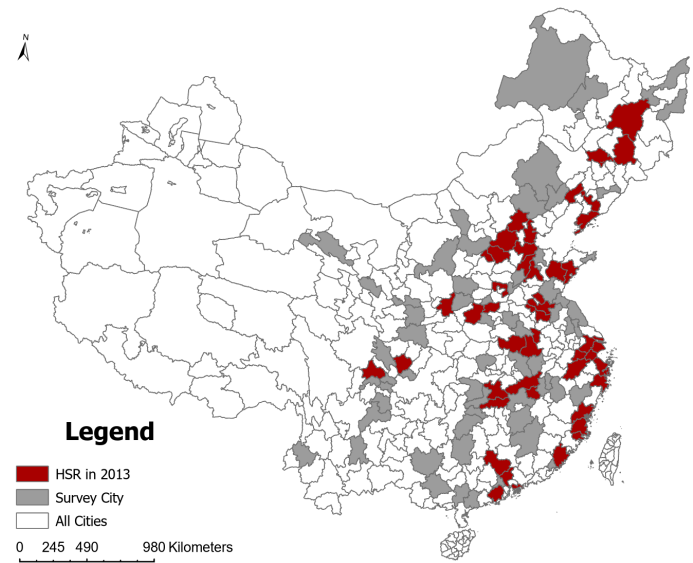 N
Legend
HSR in 2013
Survey City
All Cities
0 245 490 980 Kilometers